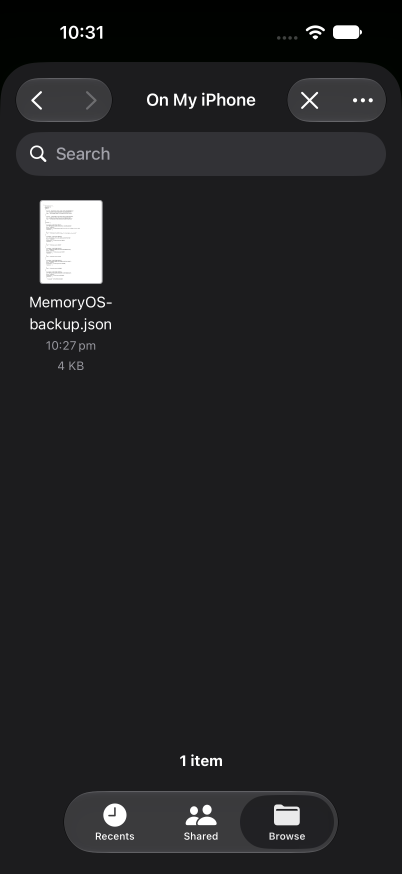 10:31
On My iPhone
Search
MemoryOS-
backup.json
10:27 pm
4 KB
1 item
Recents
Shared
Browse